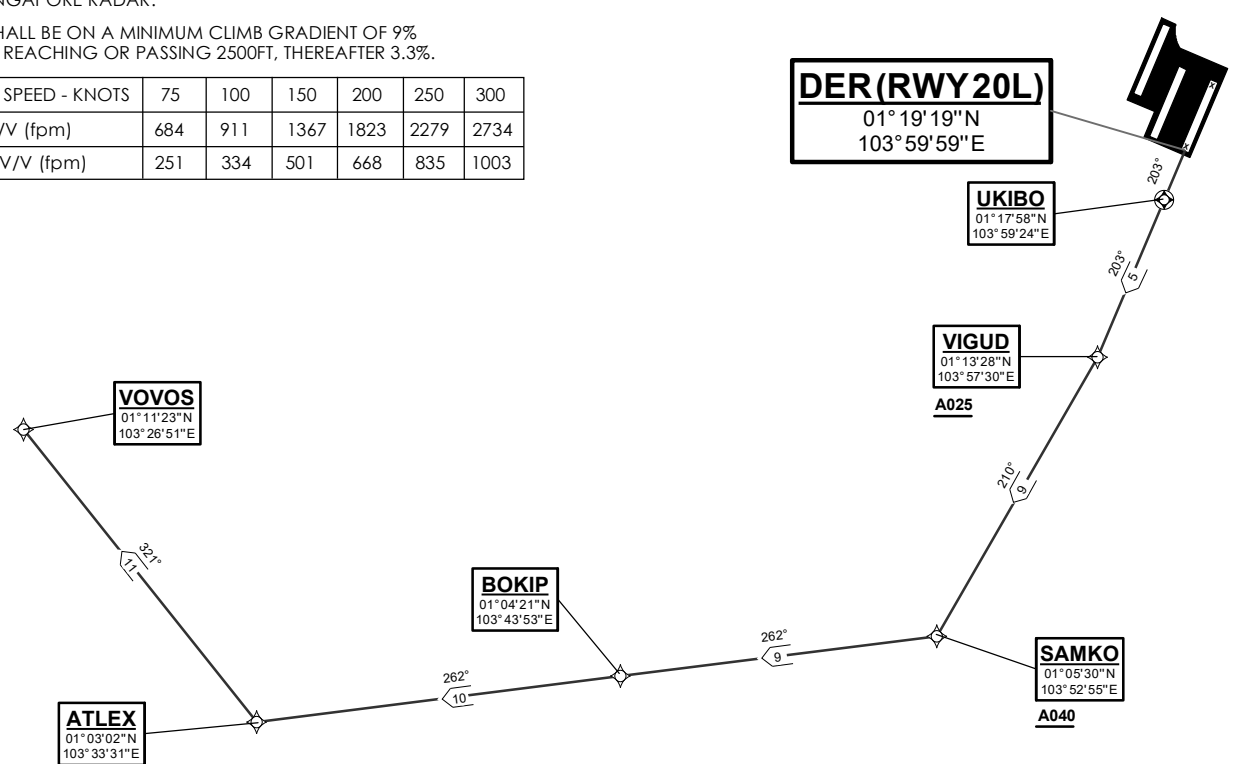 RADAR.
ON A MINIMUM CLIMB GRADIENT OF 9%
REACHING OR PASSING 2500FT, THEREAFTER 3.3%.
SPEED - KNOTS 75 100 150 200 250 300
(fpm) 684 911 1367 1823 2279 2734
V/V (fpm) 251 334 501 668 835 1003
DER (RWY 20L)
01°19'19"N
103°59'59"E
203°
UKIBO
01°17'58"N
103°59'24"E
203°
5
VIGUD
01°13'28"N
103°57'30"E
A025
VOVOS
01°11'23"N
103°26'51"E
210°
9
321°
11
BOKIP
01°04'21"N
103°43'53"E
262°
9
SAMKO
01°05'30"N
103°52'55"E
A040
262°
10
ATLEX
01°03'02"N
103°33'31"E